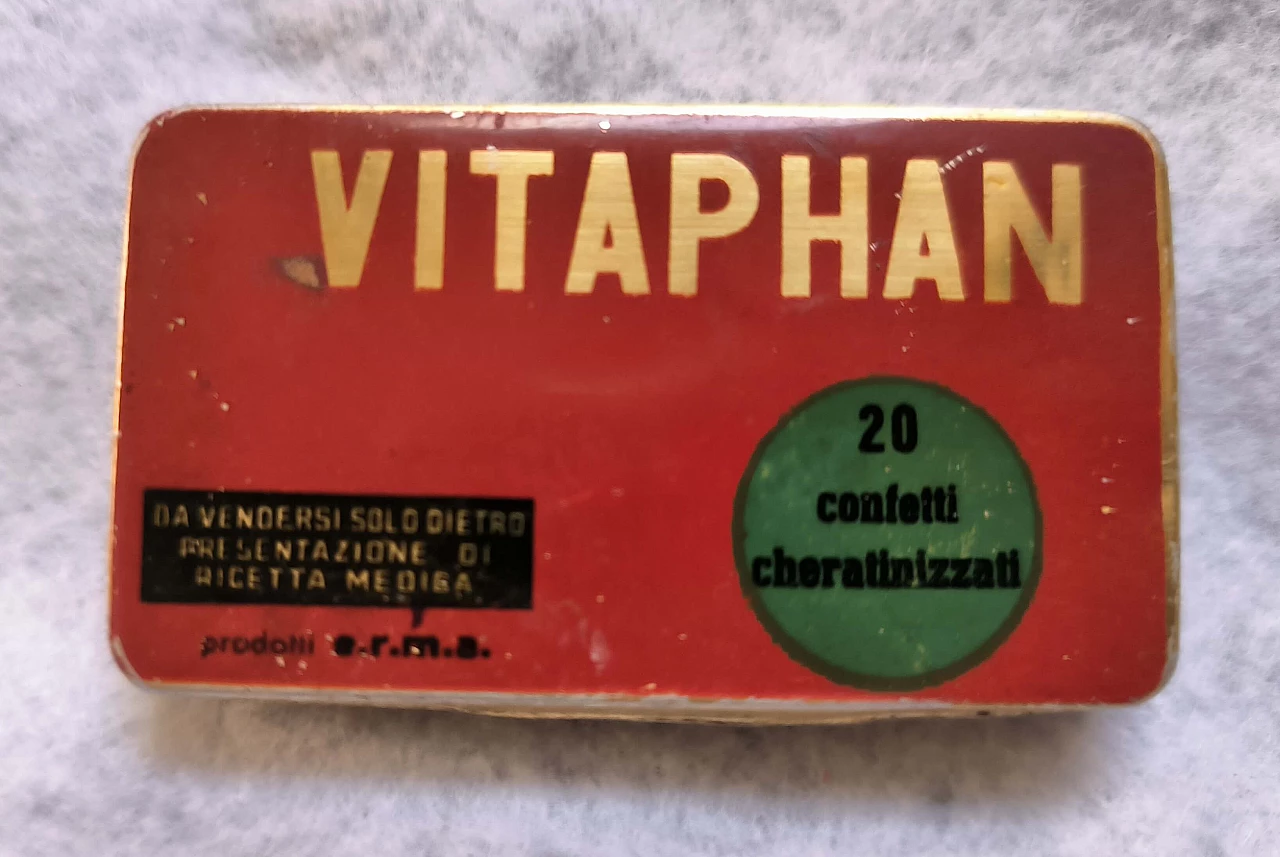 VITAPHAN
20
confetti
cheratinizzati
DA VENDERSI SOLO DIETRO
PRESENTAZIONE DI
RICETTA MEDICA
prodotti e.r.m.a.